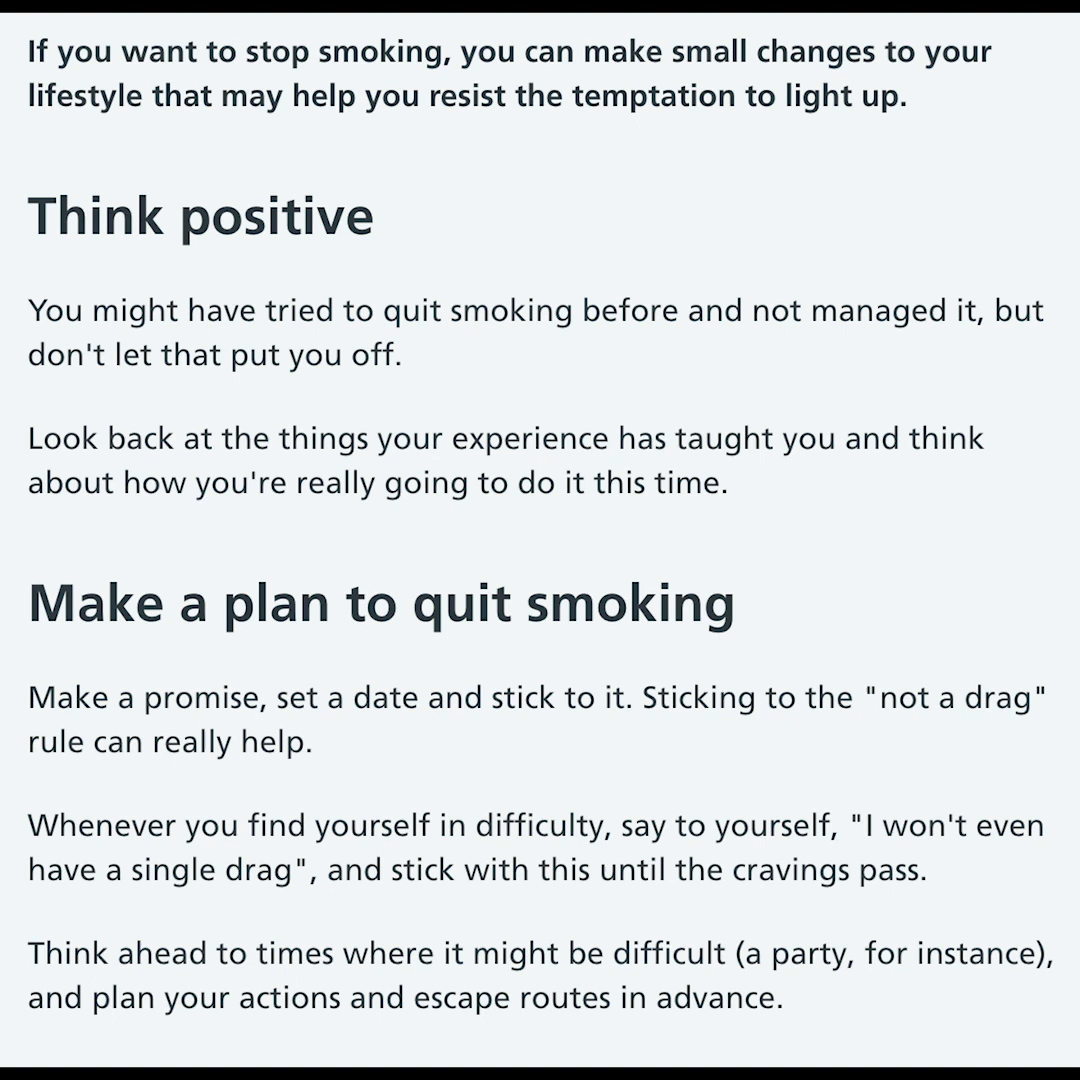 If you want to stop smoking, you can make small changes to your
lifestyle that may help you resist the temptation to light up.
Think positive
You might have tried to quit smoking before and not managed it, but
don't let that put you off.
Look back at the things your experience has taught you and think
about how you're really going to do it this time.
Make a plan to quit smoking
Make a promise, set a date and stick to it. Sticking to the "not a drag"
rule can really help.
Whenever you find yourself in difficulty, say to yourself, "I won't even
have a single drag", and stick with this until the cravings pass.
Think ahead to times where it might be difficult (a party, for instance),
and plan your actions and escape routes in advance.